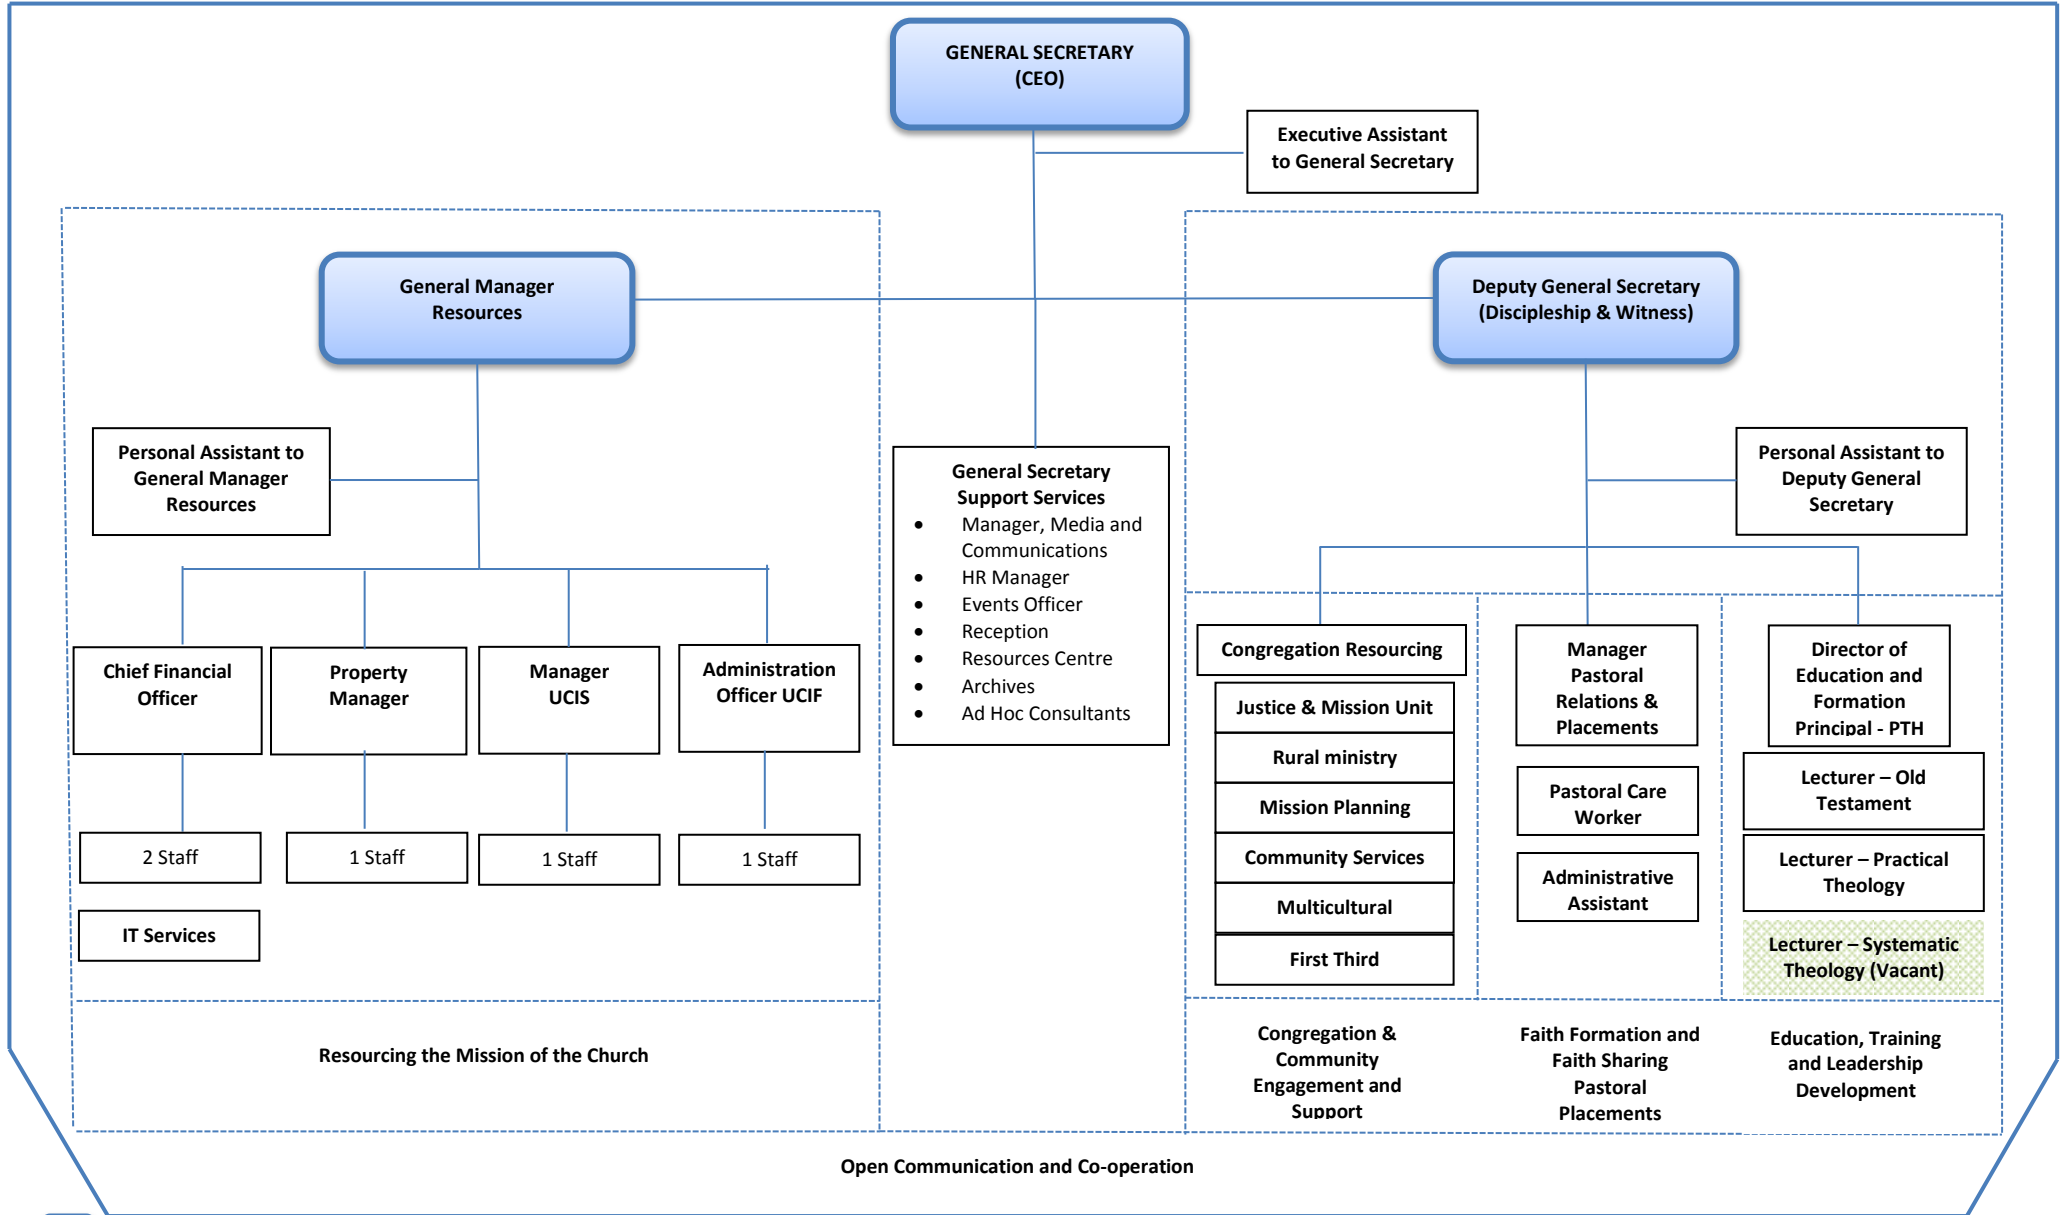 GENERAL SECRETARY
(CEO)
Executive Assistant
to General Secretary
General Manager
Resources
Deputy General Secretary
(Discipleship & Witness)
Personal Assistant to
General Manager
Resources
General Secretary
Support Services
• Manager, Media and
Communications
• HR Manager
• Events Officer
• Reception
• Resources Centre
• Archives
• Ad Hoc Consultants
Personal Assistant to
Deputy General
Secretary
Chief Financial
Officer
Property
Manager
Manager
UCIS
Administration
Officer UCIF
2 Staff
1 Staff
1 Staff
1 Staff
IT Services
Congregation Resourcing
Justice & Mission Unit
Rural ministry
Mission Planning
Community Services
Multicultural
First Third
Manager
Pastoral
Relations &
Placements
Pastoral Care
Worker
Administrative
Assistant
Director of
Education and
Formation
Principal - PTH
Lecturer – Old
Testament
Lecturer – Practical
Theology
Lecturer – Systematic
Theology (Vacant)
Resourcing the Mission of the Church
Congregation &
Community
Engagement and
Support
Faith Formation and
Faith Sharing
Pastoral
Placements
Education, Training
and Leadership
Development
Open Communication and Co-operation